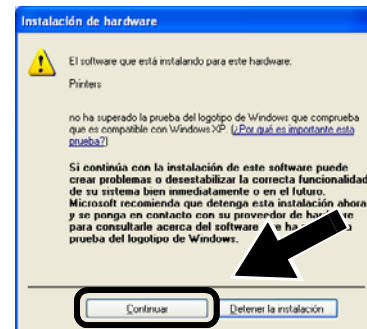 Instalación de hardware
El software que está instalando para este hardware:
Printers
no ha superado la prueba del logotipo de Windows que comprueba
que es compatible con Windows XP. (¿Por qué es importante esta
prueba?)
Si continúa con la instalación de este software puede
crear problemas o desestabilizar la correcta funcionalidad
de su sistema bien inmediatamente o en el futuro.
Microsoft recomienda que detenga esta instalación ahora
y se ponga en contacto con su proveedor de hardware
para consultarle acerca del software
prueba del logotipo de Windows.
Continuar
Detener la instalación